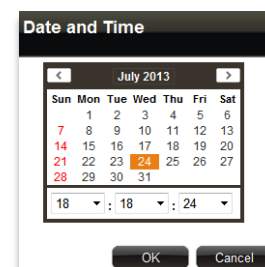 Date and Time
< July 2013 >
Sun Mon Tue Wed Thu Fri Sat
1 2 3 4 5 6
7 8 9 10 11 12 13
14 15 16 17 18 19 20
21 22 23 24 25 26 27
28 29 30 31
18 : 18 : 24
OK Cancel